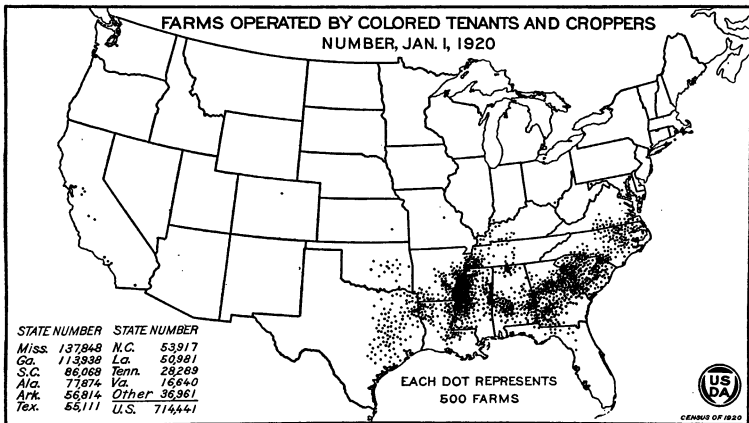 FARMS OPERATED BY COLORED TENANTS AND CROPPERS
NUMBER, JAN. 1, 1920
STATE NUMBER STATE NUMBER
Miss. 137,848 N.C. 53,917
Ga. 113,938 La. 50,981
S.C. 86,068 Tenn. 28,289
Ala. 77,874 Va. 16,640
Ark. 56,814 Other 36,961
Tex. 55,111 U.S. 714,441
EACH DOT REPRESENTS
500 FARMS
US
DA
CENSUS OF 1920